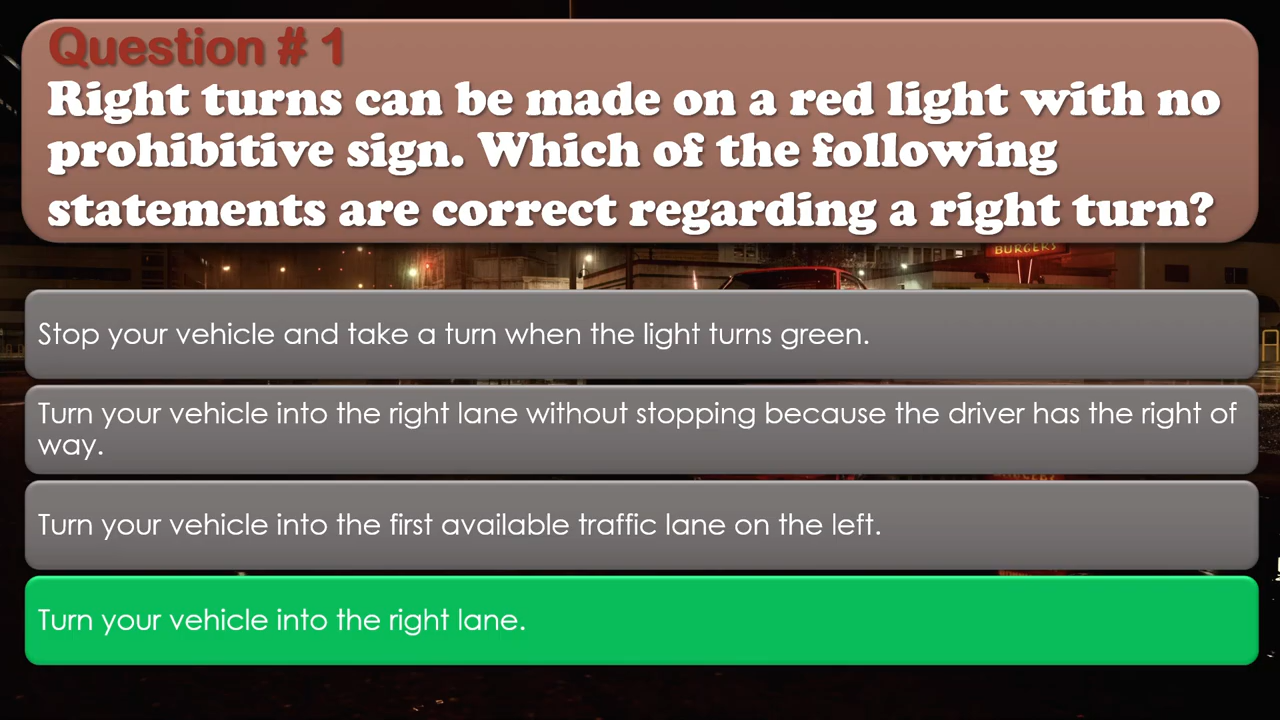 Question # 1
Right turns can be made on a red light with no
prohibitive sign. Which of the following
statements are correct regarding a right turn?
BURGERS
Stop your vehicle and take a turn when the light turns green.
Turn your vehicle into the right lane without stopping because the driver has the right of
way.
Turn your vehicle into the first available traffic lane on the left.
Turn your vehicle into the right lane.